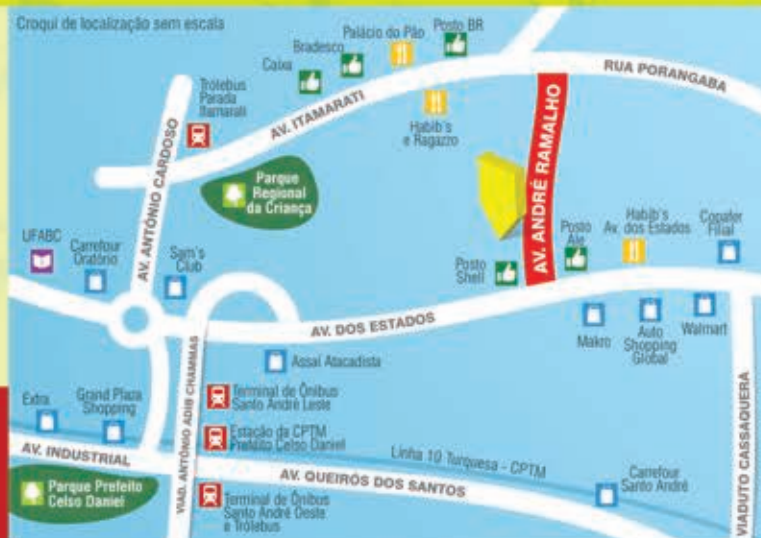 Croqui de localização sem escala
Palácio do Pão
Posto BR
Bradesco
Caixa
Trólebus
Parada
Itamarati
AV. ITAMARATI
RUA PORANGABA
Habib's
e Ragazzo
AV. ANDRÉ RAMALHO
Parque
Regional
da Criança
AV. ANTÔNIO CARDOSO
UFABC
Carrefour
Oratório
Sam's
Club
Posto
Shell
Posto
Ale
Habib's
Av. dos Estados
Copafer
Filial
AV. DOS ESTADOS
Makro
Auto
Shopping
Global
Walmart
Assaí Atacadista
Extra
Grand Plaza
Shopping
VIAD. ANTÔNIO ADIB CHAMMAS
Terminal de Ônibus
Santo André Leste
Estação da CPTM
Prefeito Celso Daniel
AV. INDUSTRIAL
Linha 10 Turquesa - CPTM
AV. QUEIRÓS DOS SANTOS
Carrefour
Santo André
VIADUTO CASSAQUERA
Parque Prefeito
Celso Daniel
Terminal de Ônibus
Santo André Oeste
e Trólebus